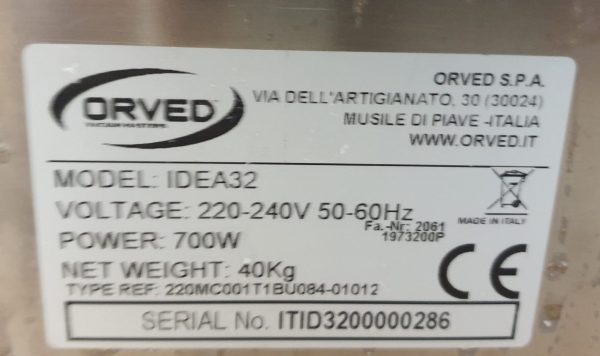 ORVED
VACUUM MASTERS
ORVED S.P.A.
VIA DELL'ARTIGIANATO, 30 (30024)
MUSILE DI PIAVE -ITALIA
WWW.ORVED.IT
MODEL: IDEA32
VOLTAGE: 220-240V 50-60Hz
MADE IN ITALY
Fa.-Nr: 2061
1973200P
POWER: 700W
NET WEIGHT: 40Kg
CE
TYPE REF: 220MC001T1BU084-01012
SERIAL No. ITID3200000286